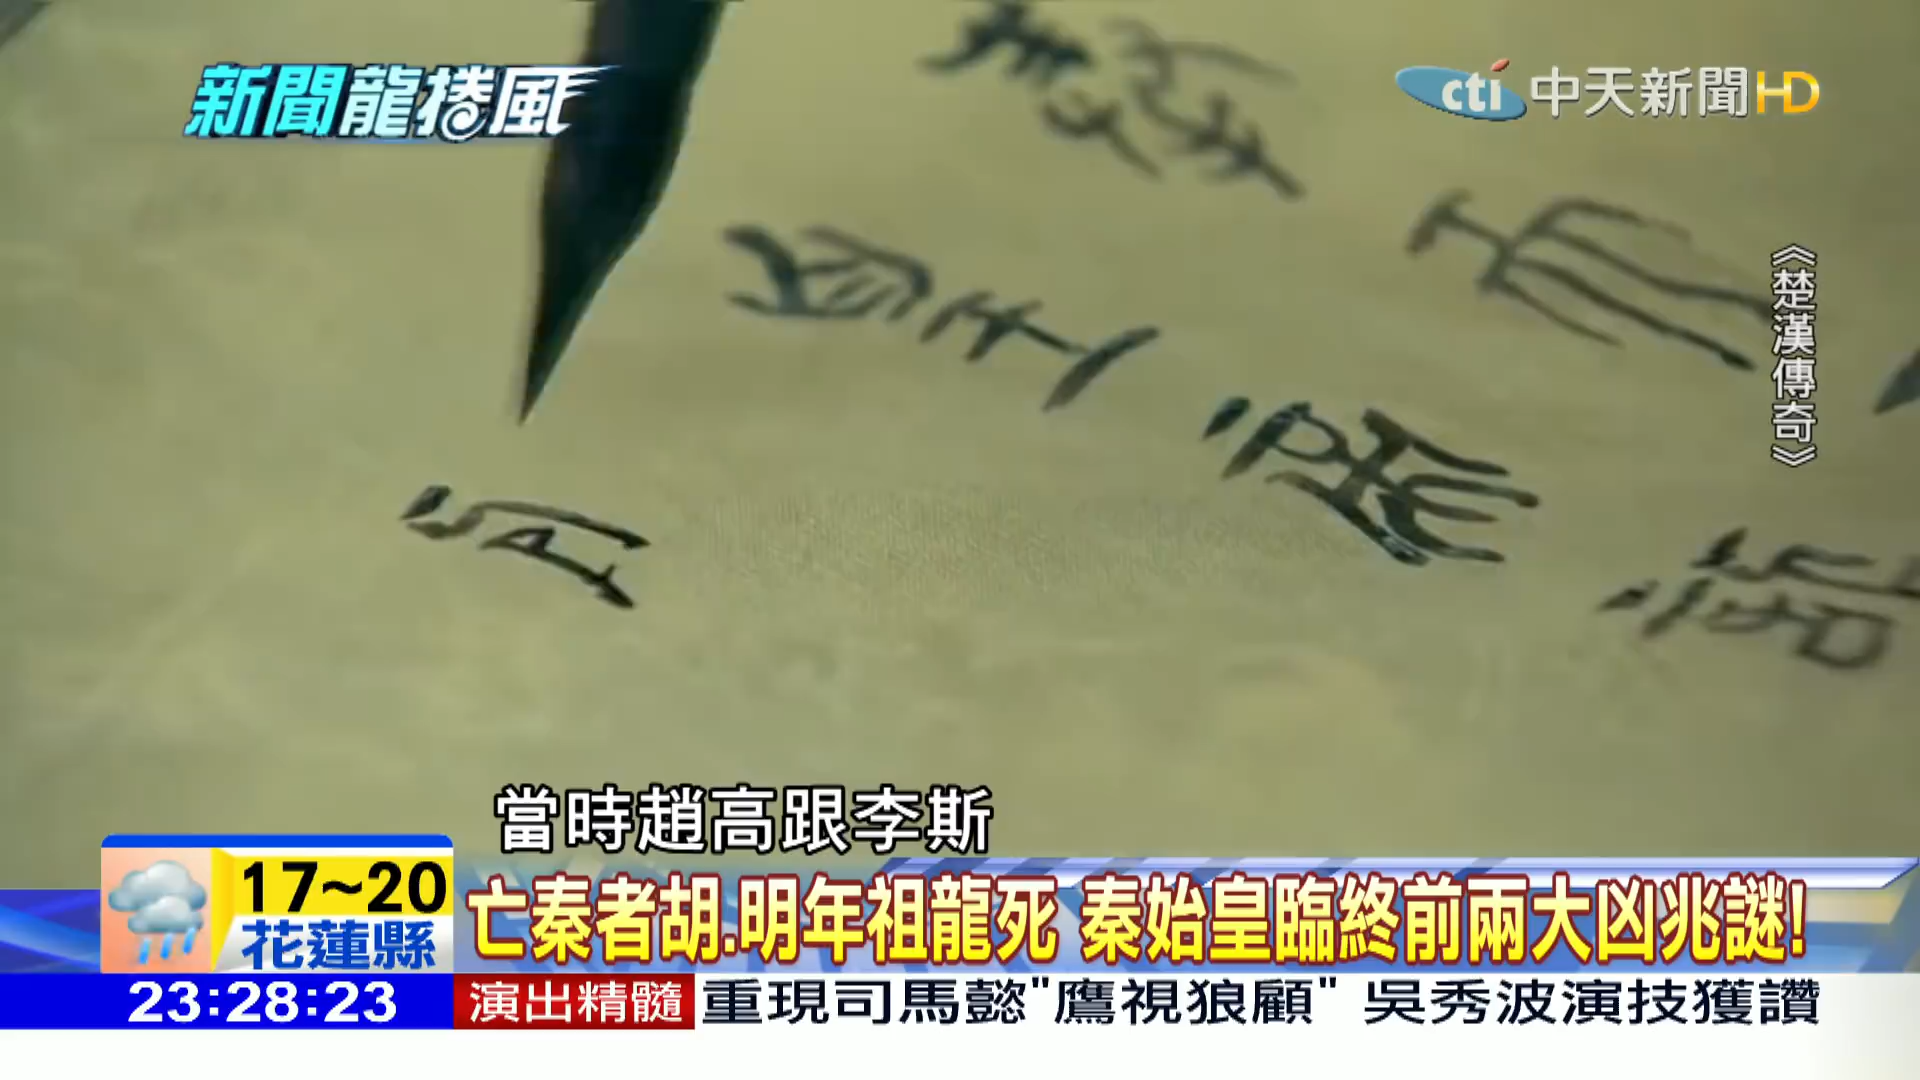 新聞龍捲風
cti 中天新聞HD
《楚漢傳奇》
當時趙高跟李斯
17~20
花蓮縣
亡秦者胡.明年祖龍死 秦始皇臨終前兩大凶兆謎!
23:28:23
演出精髓 重現司馬懿"鷹視狼顧" 吳秀波演技獲讚